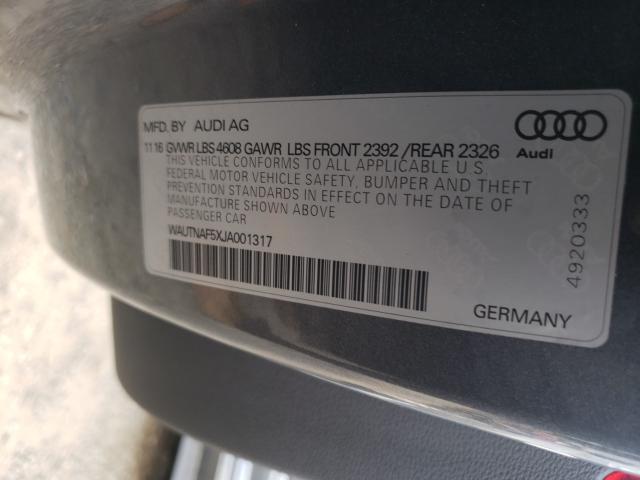 MFD. BY AUDI AG
11 16 GVWR LBS 4608 GAWR LBS FRONT 2392 / REAR 2326
THIS VEHICLE CONFORMS TO ALL APPLICABLE U.S.
FEDERAL MOTOR VEHICLE SAFETY, BUMPER AND THEFT
PREVENTION STANDARDS IN EFFECT ON THE DATE OF
MANUFACTURE SHOWN ABOVE
PASSENGER CAR
WAUTNAF5XJA001317
Audi
4920333
GERMANY